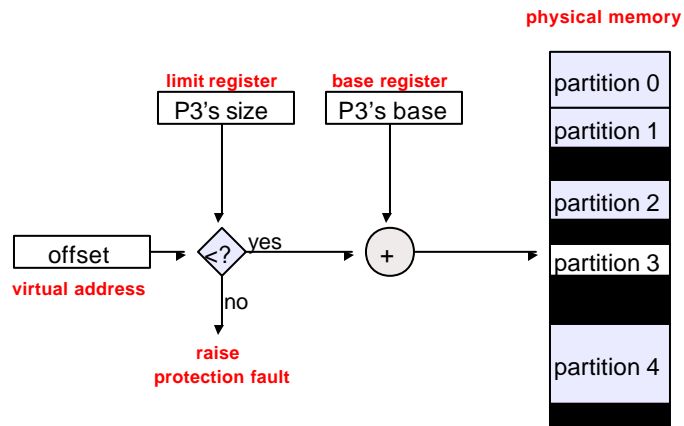 physical memory
limit register
base register
P3's size
P3's base
partition 0
partition 1
partition 2
offset
<?
yes
+
partition 3
virtual address
no
raise
protection fault
partition 4